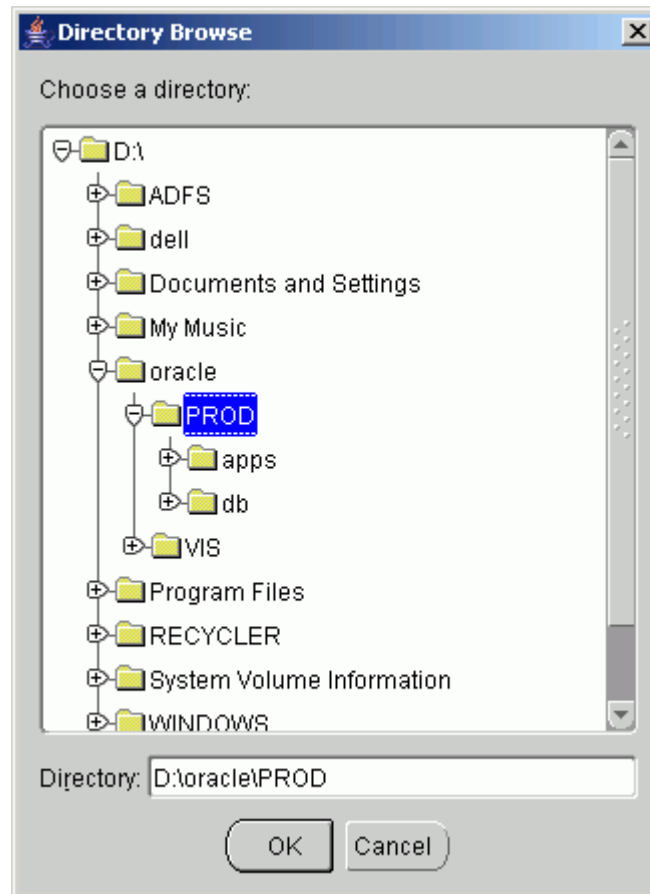 Directory Browse
Choose a directory:
D:\
ADFS
dell
Documents and Settings
My Music
oracle
PROD
apps
db
VIS
Program Files
RECYCLER
System Volume Information
WINDOWS
Directory: D:\oracle\PROD
OK Cancel